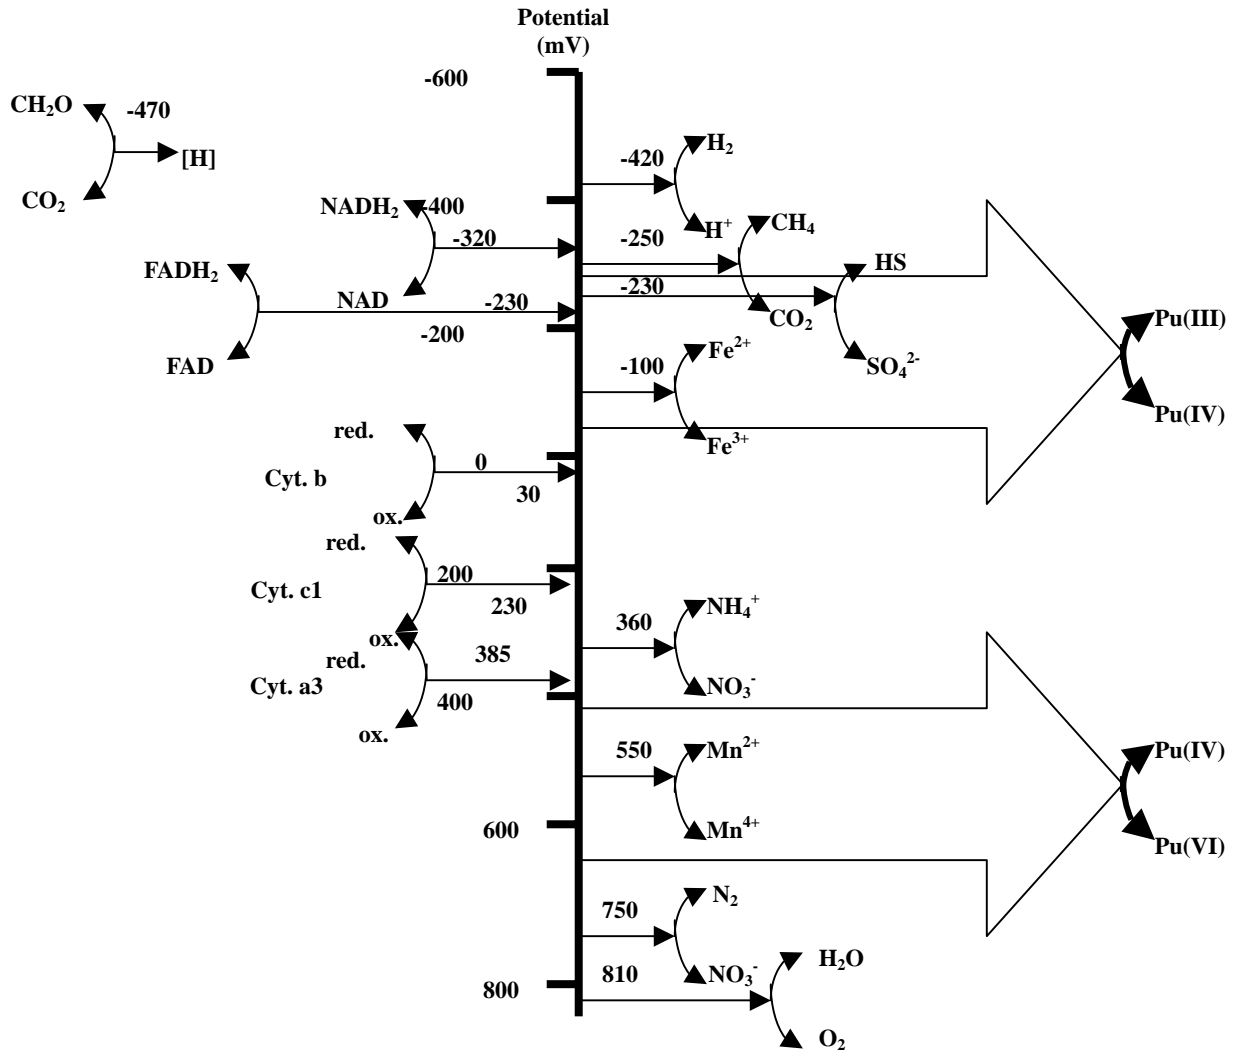 Potential
(mV)
-600
CH₂O
-470
[H]
CO₂
H₂
-420
H⁺
NADH₂
-400
-320
NAD
-250
CH₄
CO₂
FADH₂
-230
-200
FAD
HS
-230
SO₄²⁻
Pu(III)
Pu(IV)
Fe²⁺
-100
Fe³⁺
red.
Cyt. b
0
30
ox.
red.
Cyt. c1
200
230
ox.
red.
385
Cyt. a3
400
ox.
NH₄⁺
360
NO₃⁻
Mn²⁺
550
Mn⁴⁺
Pu(IV)
Pu(VI)
600
N₂
750
NO₃⁻
800
810
H₂O
O₂